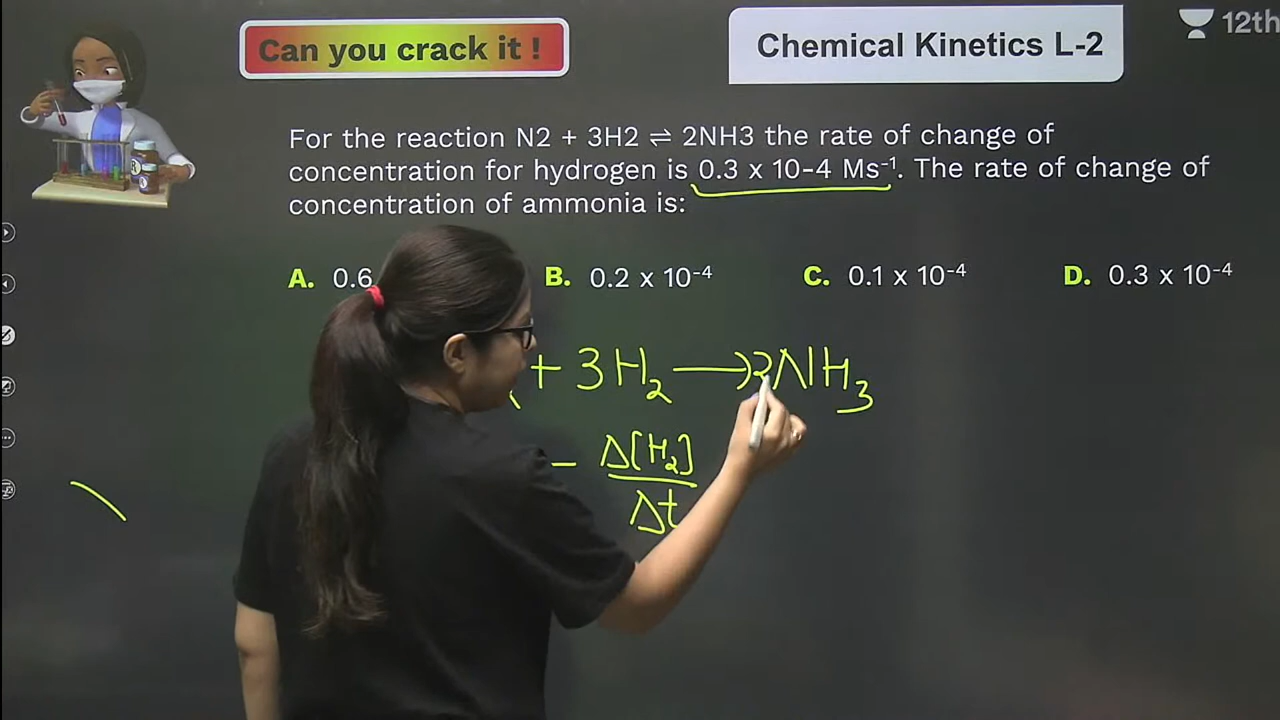 Can you crack it !
Chemical Kinetics L-2
12th
For the reaction N2 + 3H2 ⇌ 2NH3 the rate of change of
concentration for hydrogen is 0.3 x 10-4 Ms⁻¹. The rate of change of
concentration of ammonia is:
A. 0.6 B. 0.2 x 10⁻⁴ C. 0.1 x 10⁻⁴ D. 0.3 x 10⁻⁴
+ 3H₂ → 2NH₃
- Δ[H₂]
Δt